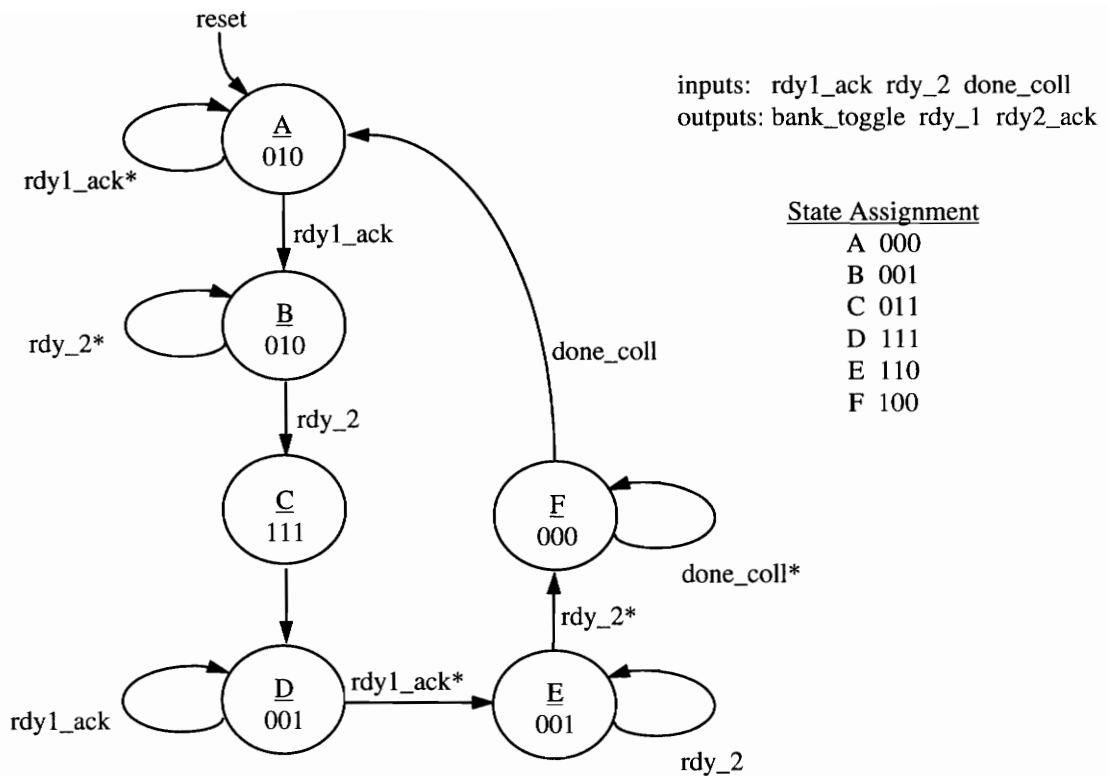 reset
inputs: rdy1_ack rdy_2 done_coll
outputs: bank_toggle rdy_1 rdy2_ack
A
010
rdy1_ack*
rdy1_ack
State Assignment
A 000
B 001
C 011
D 111
E 110
F 100
B
010
rdy_2*
done_coll
rdy_2
C
111
F
000
done_coll*
rdy_2*
D
001
rdy1_ack*
rdy1_ack
E
001
rdy_2